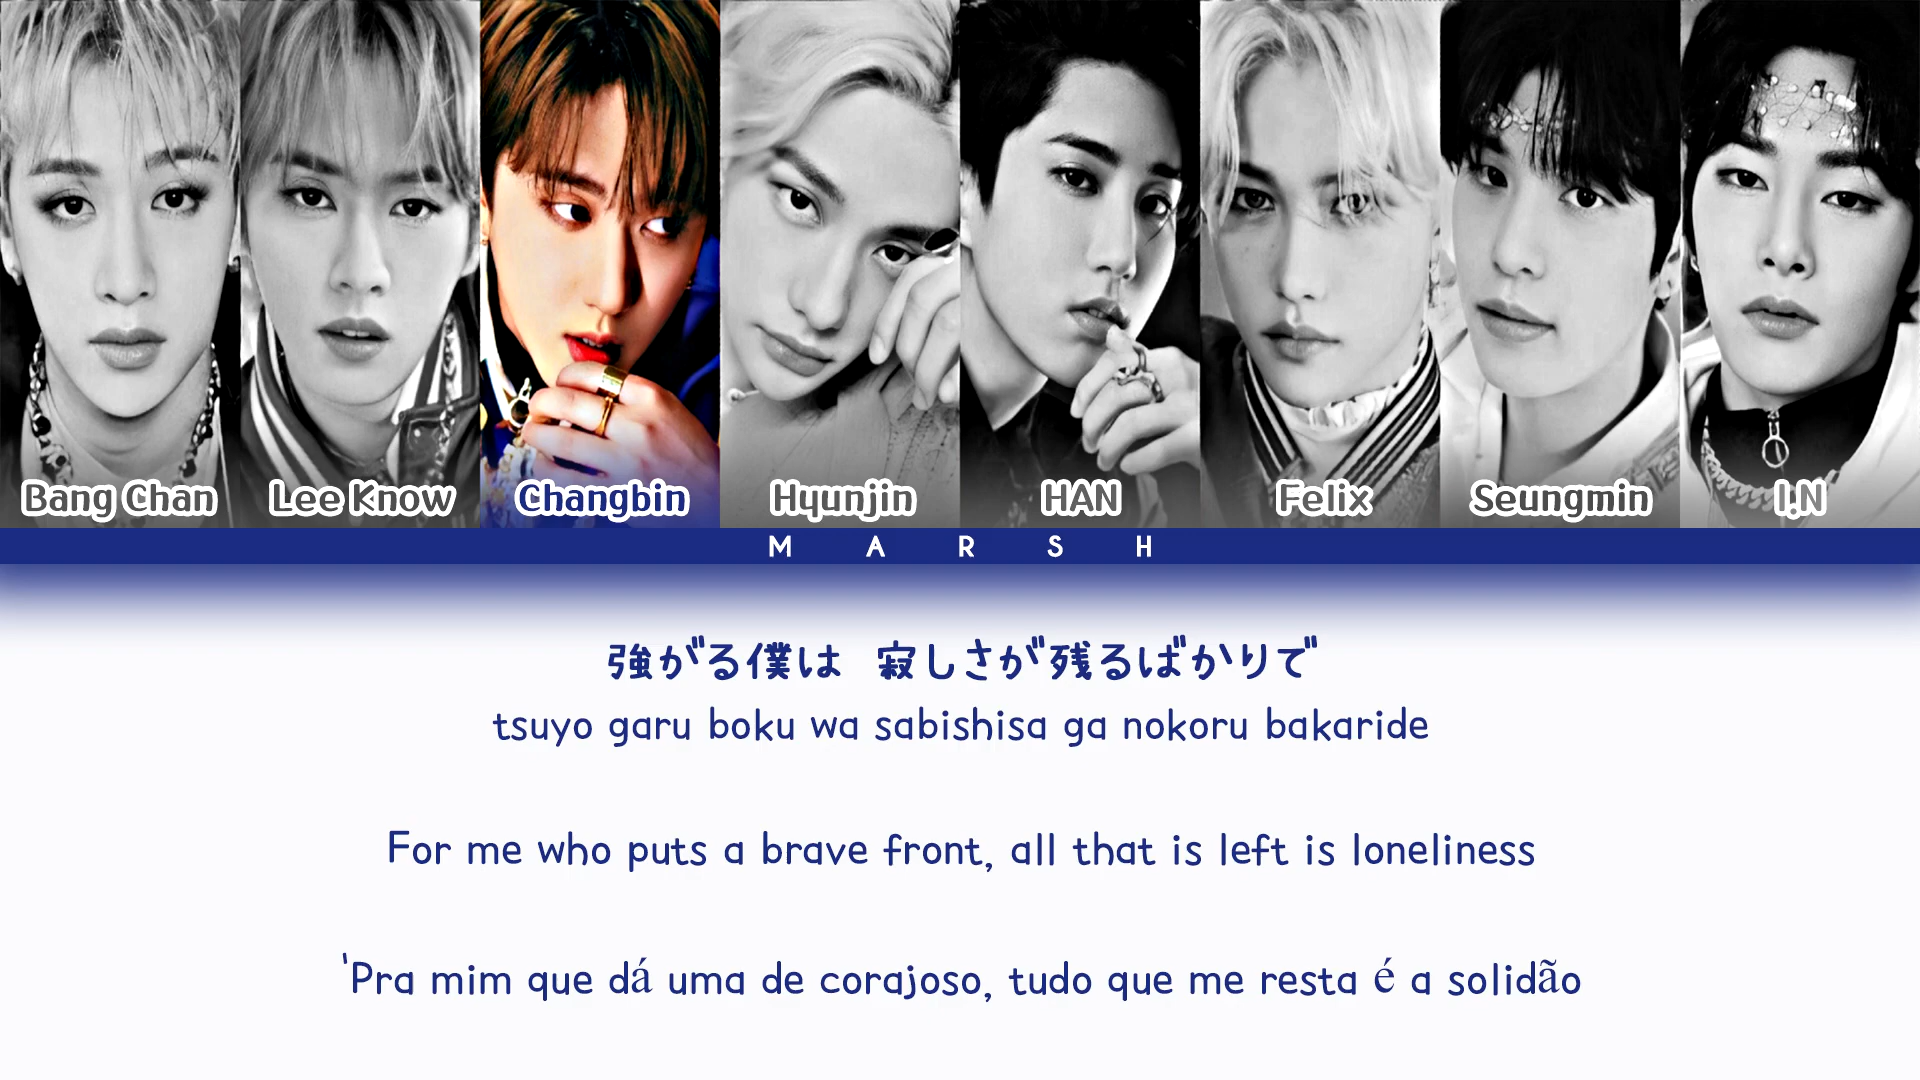 Bang Chan Lee Know Changbin Hyunjin HAN Felix Seungmin I.N
MARSH
強がる僕は 寂しさが残るばかりで
tsuyo garu boku wa sabishisa ga nokoru bakaride
For me who puts a brave front, all that is left is loneliness
'Pra mim que dá uma de corajoso, tudo que me resta é a solidão